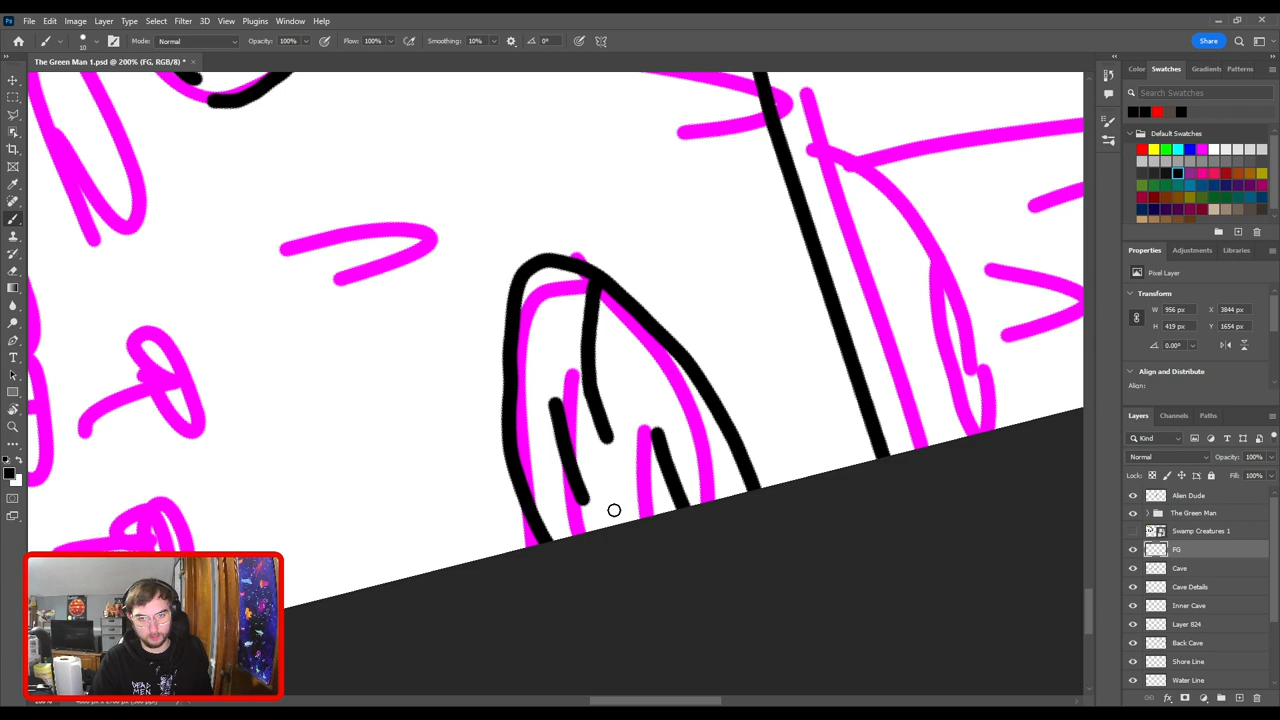 Ps File Edit Image Layer Type Select Filter 3D View Plugins Window Help
10 Mode: Normal Opacity: 100% Flow: 100% Smoothing: 10% 0° Share
The Green Man 1.psd @ 200% (FG, RGB/8) * ×
Color Swatches Gradients Patterns
Search Swatches
Default Swatches
Properties Adjustments Libraries
Pixel Layer
Transform
W 956 px X 3844 px
H 419 px Y 1654 px
0.00°
Align and Distribute
Align:
Layers Channels Paths
Kind
Normal Opacity: 100%
Lock: Fill: 100%
Alien Dude
The Green Man
Swamp Creatures 1
FG
Cave
Cave Details
Inner Cave
Layer 824
Back Cave
Shore Line
Water Line
DEAD
MEN